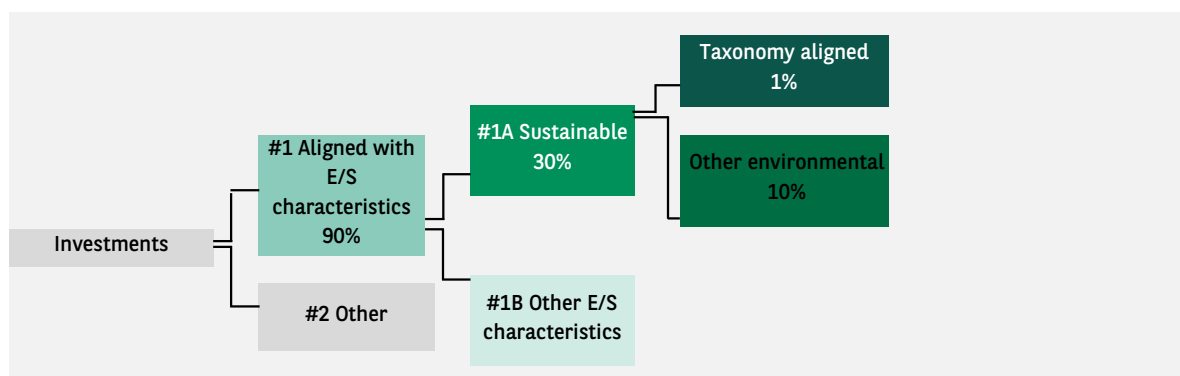 Taxonomy aligned
1%
#1A Sustainable
30%
#1 Aligned with
E/S
characteristics
90%
Other environmental
10%
Investments
#2 Other
#1B Other E/S
characteristics